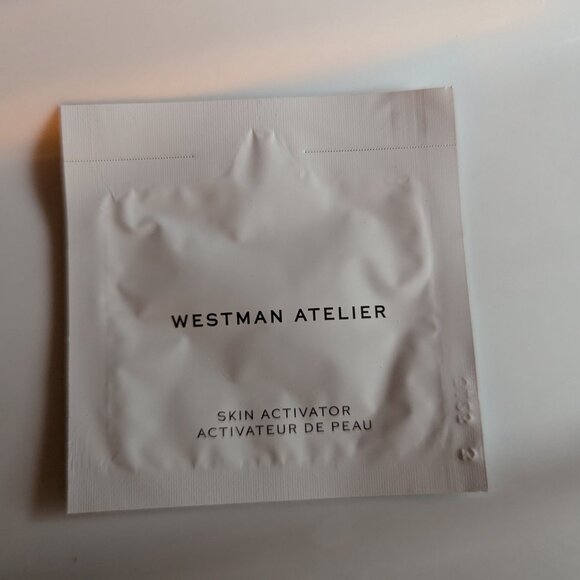 WESTMAN ATELIER
SKIN ACTIVATOR
ACTIVATEUR DE PEAU